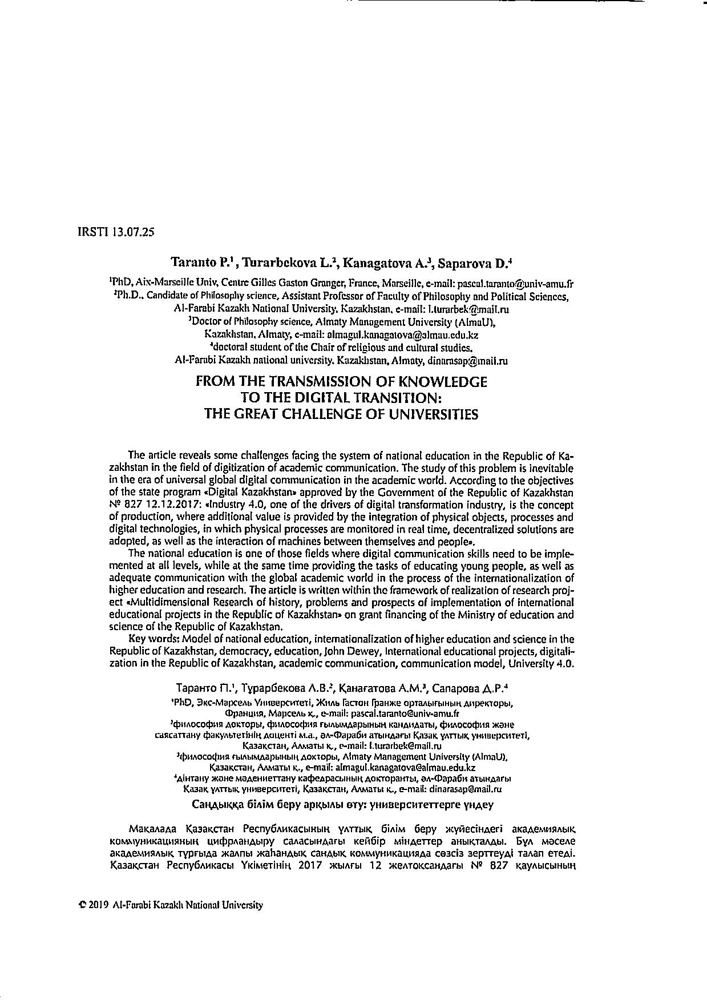 IRSTI 13.07.25
Taranto P.¹, Turarbekova L.², Kanagatova A.³, Saparova D.⁴
¹PhD, Aix-Marseille Univ, Centre Gilles Gaston Granger, France, Marseille, e-mail: pascal.taranto@univ-amu.fr
²Ph.D., Candidate of Philosophy science, Assistant Professor of Faculty of Philosophy and Political Sciences,
Al-Farabi Kazakh National University, Kazakhstan, e-mail: l.turarbek@mail.ru
³Doctor of Philosophy science, Almaty Management University (AlmaU),
Kazakhstan, Almaty, e-mail: almagul.kanagatova@almau.edu.kz
⁴doctoral student of the Chair of religious and cultural studies.
Al-Farabi Kazakh national university. Kazakhstan, Almaty, dinarasap@mail.ru
FROM THE TRANSMISSION OF KNOWLEDGE
TO THE DIGITAL TRANSITION:
THE GREAT CHALLENGE OF UNIVERSITIES
The article reveals some challenges facing the system of national education in the Republic of Ka-
zakhstan in the field of digitization of academic communication. The study of this problem is inevitable
in the era of universal global digital communication in the academic world. According to the objectives
of the state program «Digital Kazakhstan» approved by the Government of the Republic of Kazakhstan
№ 827 12.12.2017: «Industry 4.0, one of the drivers of digital transformation industry, is the concept
of production, where additional value is provided by the integration of physical objects, processes and
digital technologies, in which physical processes are monitored in real time, decentralized solutions are
adopted, as well as the interaction of machines between themselves and people».
The national education is one of those fields where digital communication skills need to be imple-
mented at all levels, while at the same time providing the tasks of educating young people, as well as
adequate communication with the global academic world in the process of the internationalization of
higher education and research. The article is written within the framework of realization of research proj-
ect «Multidimensional Research of history, problems and prospects of implementation of international
educational projects in the Republic of Kazakhstan» on grant financing of the Ministry of education and
science of the Republic of Kazakhstan.
Key words: Model of national education, internationalization of higher education and science in the
Republic of Kazakhstan, democracy, education, John Dewey, International educational projects, digitali-
zation in the Republic of Kazakhstan, academic communication, communication model, University 4.0.
Таранто П.¹, Тұрарбекова Л.В.², Қанағатова А.М.³, Сапарова Д.Р.⁴
¹PhD, Экс-Марсель Университеті, Жиль Гастон Гранже орталығының директоры,
Франция, Марсель қ., e-mail: pascal.taranto@univ-amu.fr
²философия докторы, философия ғылымдарының кандидаты, философия және
саясаттану факультетінің доценті м.а., әл-Фараби атындағы Қазақ ұлттық университеті,
Қазақстан, Алматы қ., e-mail: l.turarbek@mail.ru
³философия ғылымдарының докторы, Almaty Management University (AlmaU),
Қазақстан, Алматы қ., e-mail: almagul.kanagatova@almau.edu.kz
⁴дінтану және мәдениеттану кафедрасының докторанты, әл-Фараби атындағы
Қазақ ұлттық университеті, Қазақстан, Алматы қ., e-mail: dinarasap@mail.ru
Саңдыққа білім беру арқылы өту: университеттерге үндеу
Мақалада Қазақстан Республикасының ұлттық білім беру жүйесіндегі академиялық
коммуникацияның цифрландыру саласындағы кейбір міндеттер анықталды. Бұл мәселе
академиялық тұрғыда жалпы жаһандық сандық коммуникацияда сөзсіз зерттеуді талап етеді.
Қазақстан Республикасы Үкіметінің 2017 жылғы 12 желтоқсандағы № 827 қаулысының
© 2019 Al-Farabi Kazakh National University